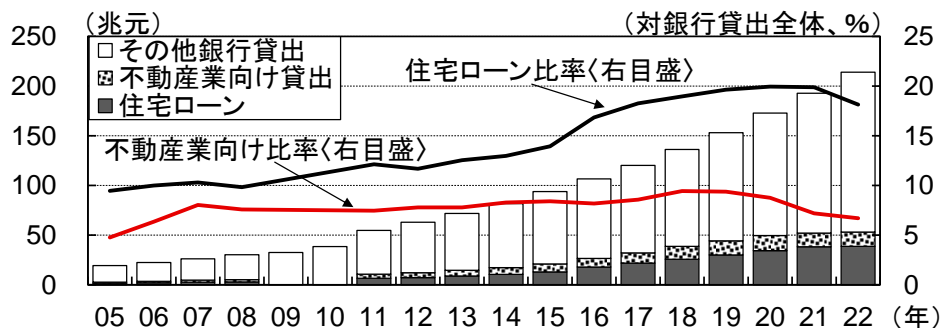 （兆元）
（対銀行貸出全体、%）
250
200
150
100
50
0
25
20
15
10
5
0
その他銀行貸出
不動産業向け貸出
住宅ローン
住宅ローン比率〈右目盛〉
不動産業向け比率〈右目盛〉
05 06 07 08 09 10 11 12 13 14 15 16 17 18 19 20 21 22 （年）